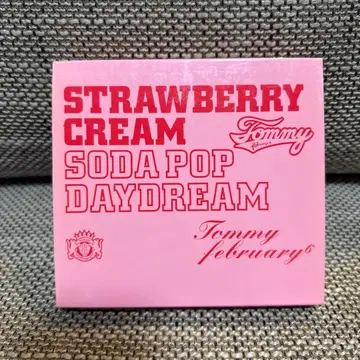 STRAWBERRY
CREAM
Tommy
SODA POP
DAYDREAM
Tommy
february⁶